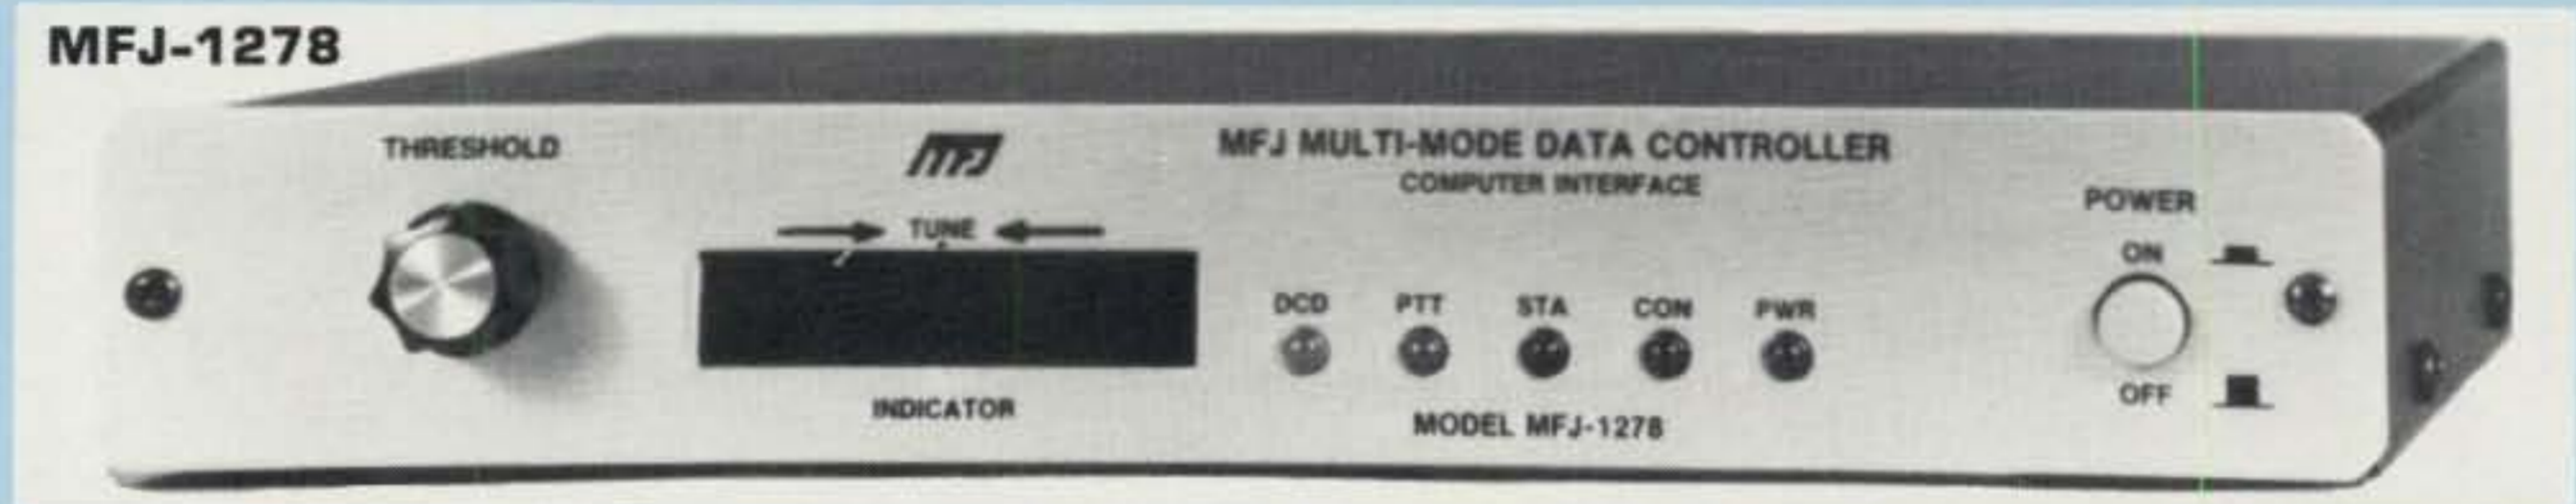 MFJ-1278
THRESHOLD
MFJ
TUNE
INDICATOR
MFJ MULTI-MODE DATA CONTROLLER
COMPUTER INTERFACE
DCD PTT STA CON PWR
MODEL MFJ-1278
POWER
ON
OFF